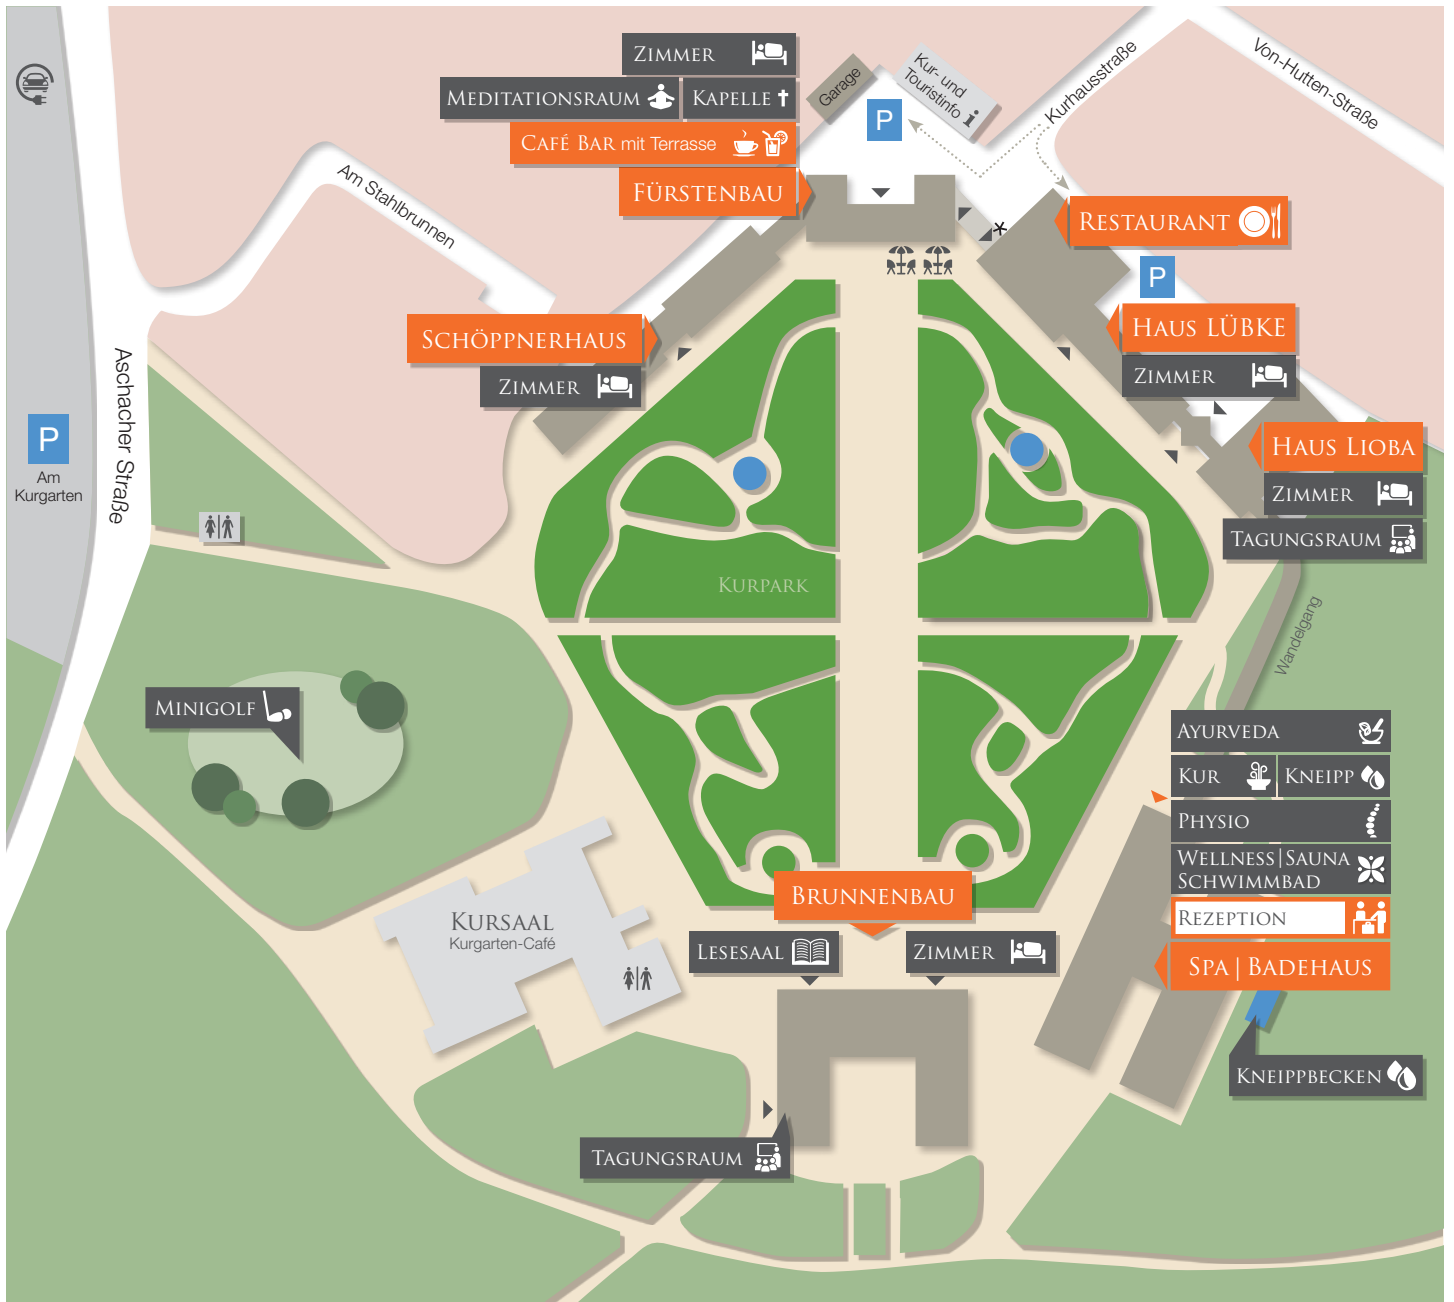 ZIMMER
MEDITATIONSRAUM
KAPELLE
CAFÉ BAR mit Terrasse
FÜRSTENBAU
Garage
Kur- und
Touristinfo i
P
Kurhausstraße
Von-Hutten-Straße
RESTAURANT
P
HAUS LÜBKE
ZIMMER
HAUS LIOBA
ZIMMER
TAGUNGSRAUM
Am Stahlbrunnen
SCHÖPPNERHAUS
ZIMMER
Aschacher Straße
P
Am
Kurgarten
KURPARK
Wandelgang
MINIGOLF
AYURVEDA
KUR
KNEIPP
PHYSIO
WELLNESS|SAUNA
SCHWIMMBAD
REZEPTION
SPA | BADEHAUS
KNEIPPBECKEN
KURSAAL
Kurgarten-Café
BRUNNENBAU
LESESAAL
ZIMMER
TAGUNGSRAUM